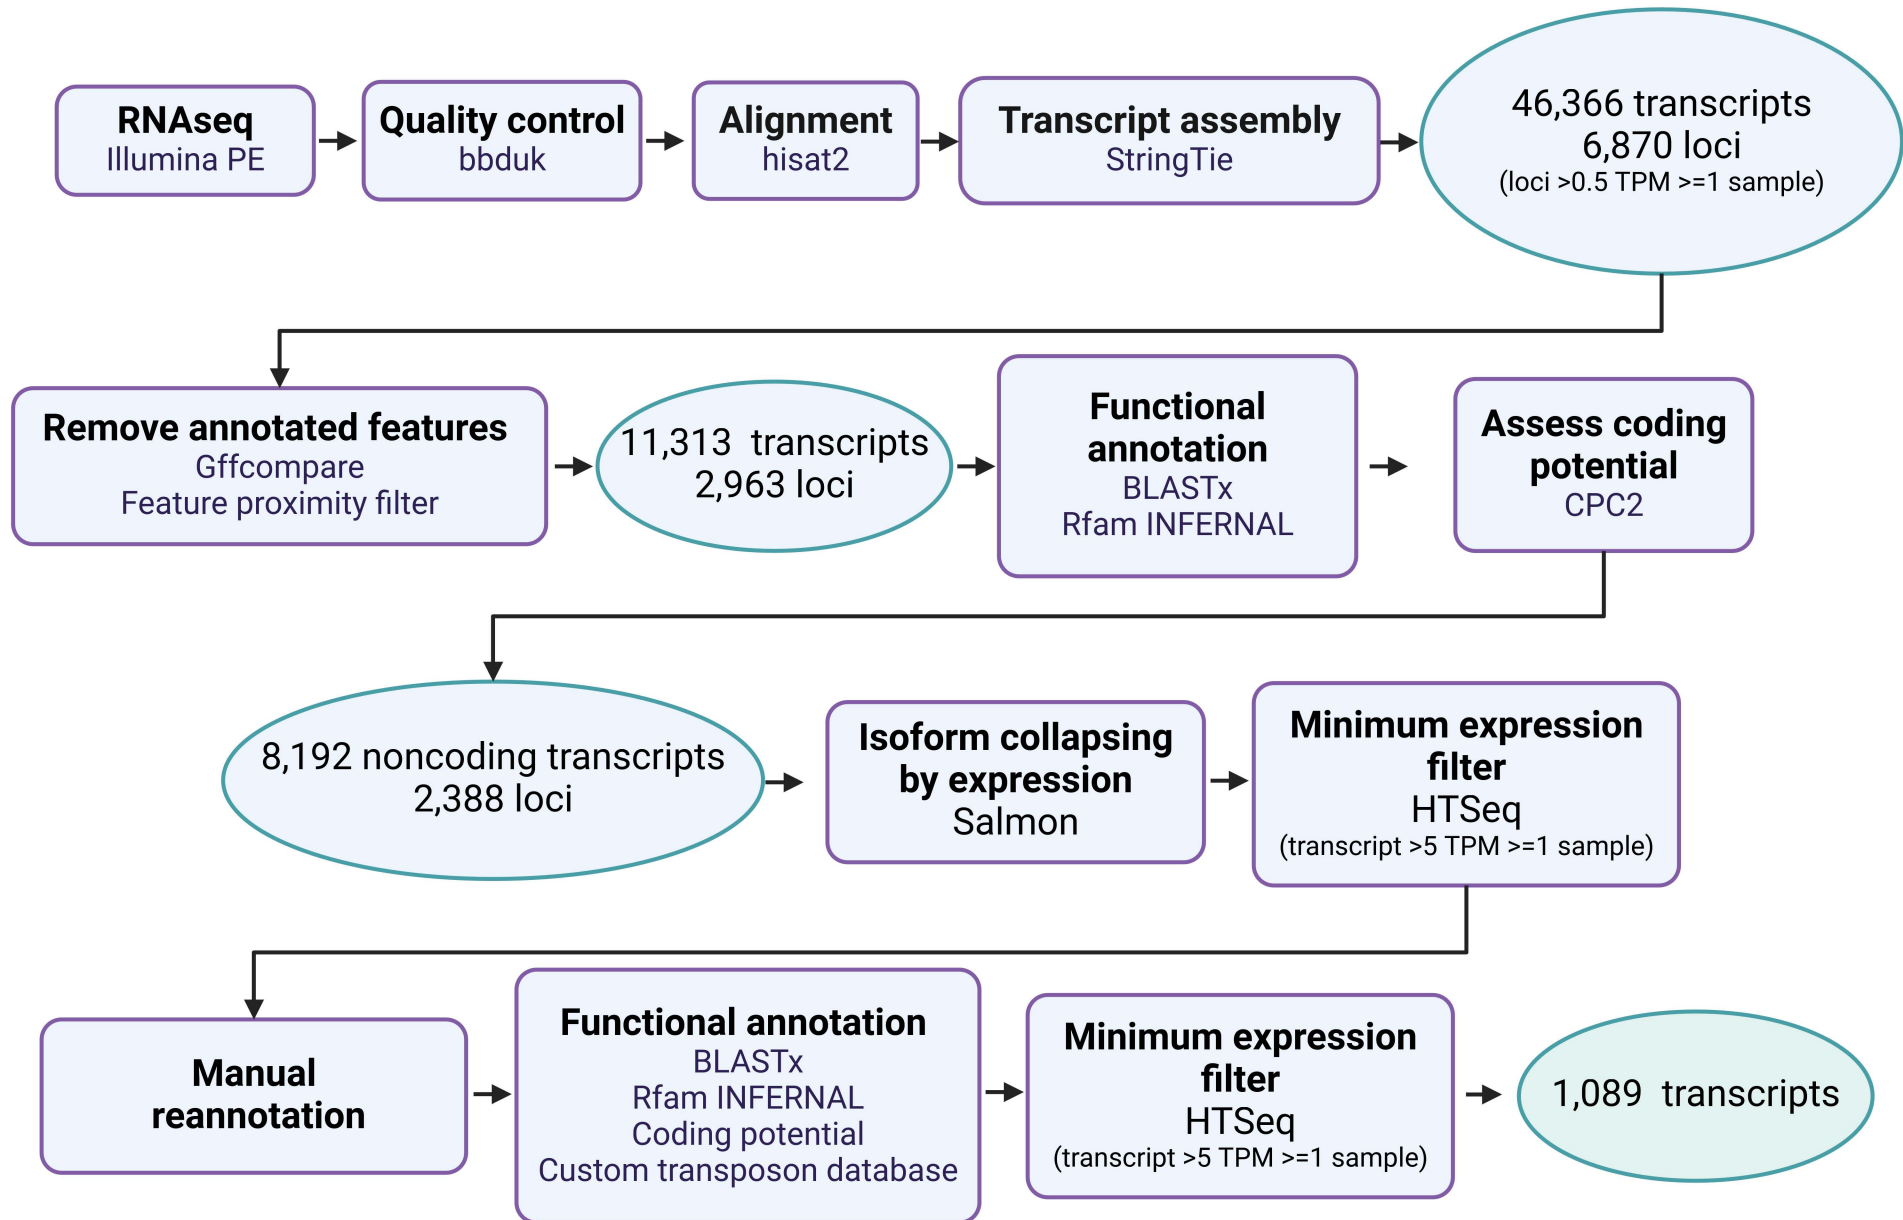 RNAseq
Illumina PE
Quality control
bbduk
Alignment
hisat2
Transcript assembly
StringTie
46,366 transcripts
6,870 loci
(loci >0.5 TPM >=1 sample)
Remove annotated features
Gffcompare
Feature proximity filter
11,313 transcripts
2,963 loci
Functional
annotation
BLASTx
Rfam INFERNAL
Assess coding
potential
CPC2
8,192 noncoding transcripts
2,388 loci
Isoform collapsing
by expression
Salmon
Minimum expression
filter
HTSeq
(transcript >5 TPM >=1 sample)
Manual
reannotation
Functional annotation
BLASTx
Rfam INFERNAL
Coding potential
Custom transposon database
Minimum expression
filter
HTSeq
(transcript >5 TPM >=1 sample)
1,089 transcripts